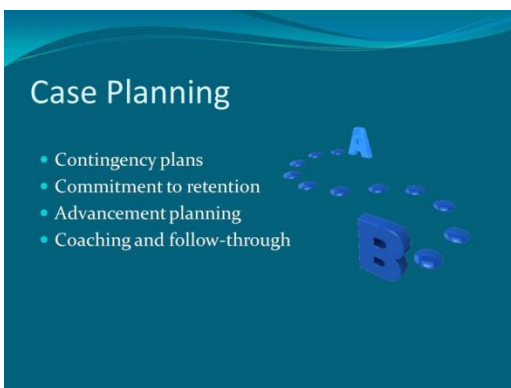 Case Planning
A
• Contingency plans
• Commitment to retention
• Advancement planning
• Coaching and follow-through
B